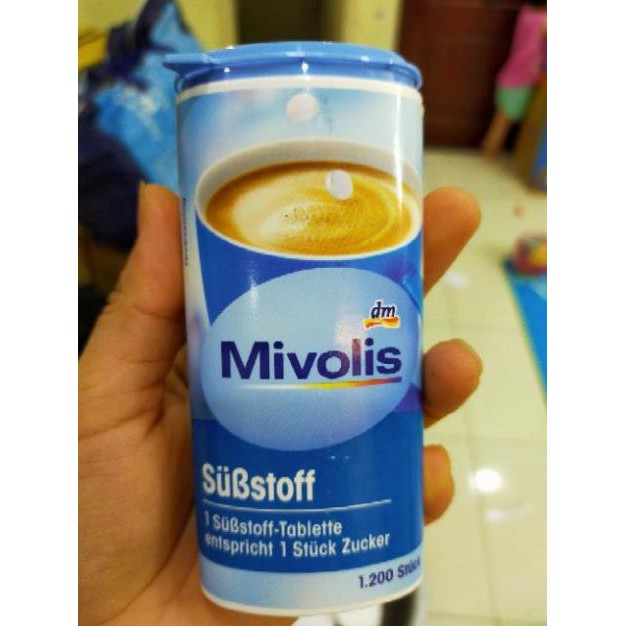 dm
Mivolis
Süßstoff
1 Süßstoff-Tablette
entspricht 1 Stück Zucker
1.200 Stück